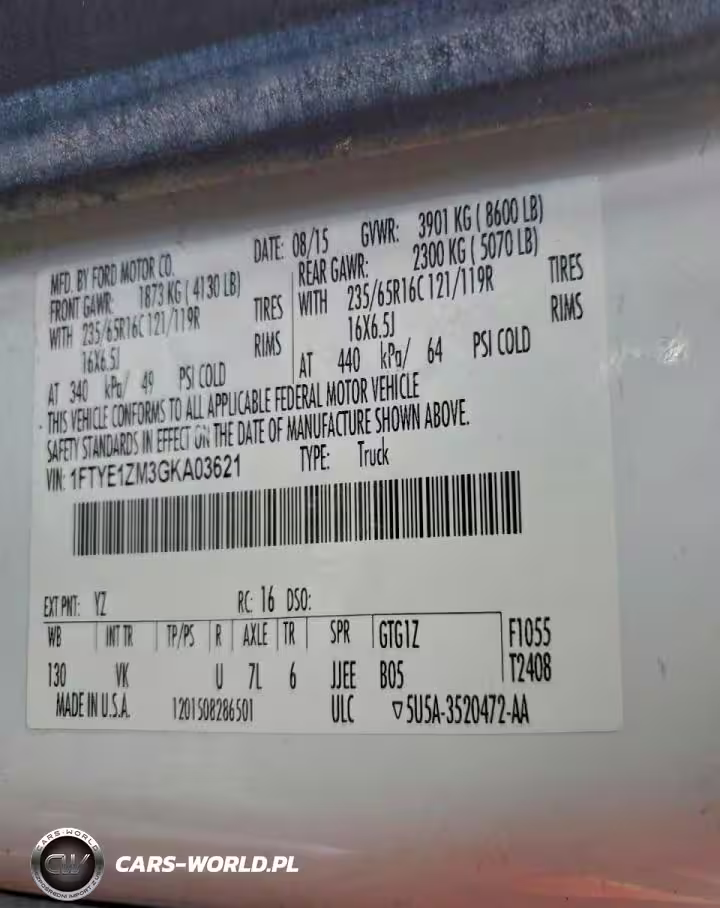 MFD. BY FORD MOTOR CO. DATE: 08/15 GVWR: 3901 KG ( 8600 LB)
FRONT GAWR: 1873 KG ( 4130 LB) REAR GAWR: 2300 KG ( 5070 LB)
WITH 235/65R16C 121/119R TIRES WITH 235/65R16C 121/119R TIRES
16X6.5J RIMS 16X6.5J RIMS
AT 340 kPa/ 49 PSI COLD AT 440 kPa/ 64 PSI COLD
THIS VEHICLE CONFORMS TO ALL APPLICABLE FEDERAL MOTOR VEHICLE
SAFETY STANDARDS IN EFFECT ON THE DATE OF MANUFACTURE SHOWN ABOVE.
VIN: 1FTYE1ZM3GKA03621 TYPE: Truck
EXT PNT: YZ RC: 16 DSO:
WB INT TR TP/PS R AXLE TR SPR GTG1Z F1055
130 VK U 7L 6 JJEE B05 T2408
MADE IN U.S.A. 1201508286501 ULC ▽5U5A-3520472-AA
CARS-WORLD
CW
CARS-WORLD.PL